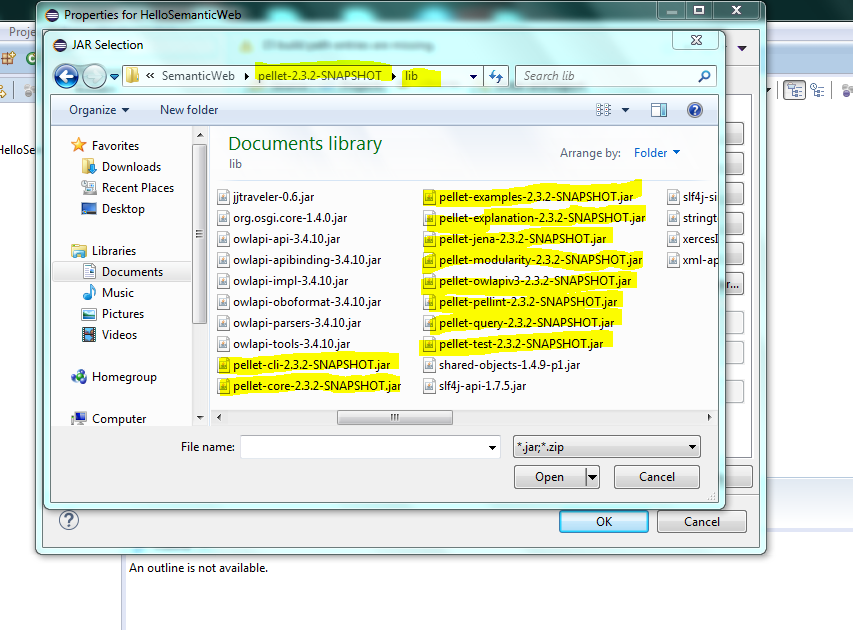 Properties for HelloSemanticWeb
Proje
JAR Selection
« SemanticWeb pellet-2.3.2-SNAPSHOT lib Search lib
Organize New folder
HelloSe
Favorites
Downloads
Recent Places
Desktop
Libraries
Documents
Music
Pictures
Videos
Homegroup
Computer
Documents library
lib
Arrange by: Folder
jjtraveler-0.6.jar
org.osgi.core-1.4.0.jar
owlapi-api-3.4.10.jar
owlapi-apibinding-3.4.10.jar
owlapi-impl-3.4.10.jar
owlapi-oboformat-3.4.10.jar
owlapi-parsers-3.4.10.jar
owlapi-tools-3.4.10.jar
pellet-cli-2.3.2-SNAPSHOT.jar
pellet-core-2.3.2-SNAPSHOT.jar
pellet-examples-2.3.2-SNAPSHOT.jar
pellet-explanation-2.3.2-SNAPSHOT.jar
pellet-jena-2.3.2-SNAPSHOT.jar
pellet-modularity-2.3.2-SNAPSHOT.jar
pellet-owlapiv3-2.3.2-SNAPSHOT.jar
pellet-pellint-2.3.2-SNAPSHOT.jar
pellet-query-2.3.2-SNAPSHOT.jar
pellet-test-2.3.2-SNAPSHOT.jar
shared-objects-1.4.9-p1.jar
slf4j-api-1.7.5.jar
slf4j-si
stringt
xercesI
xml-ap
r...
File name: *.jar;*.zip
Open Cancel
OK Cancel
An outline is not available.